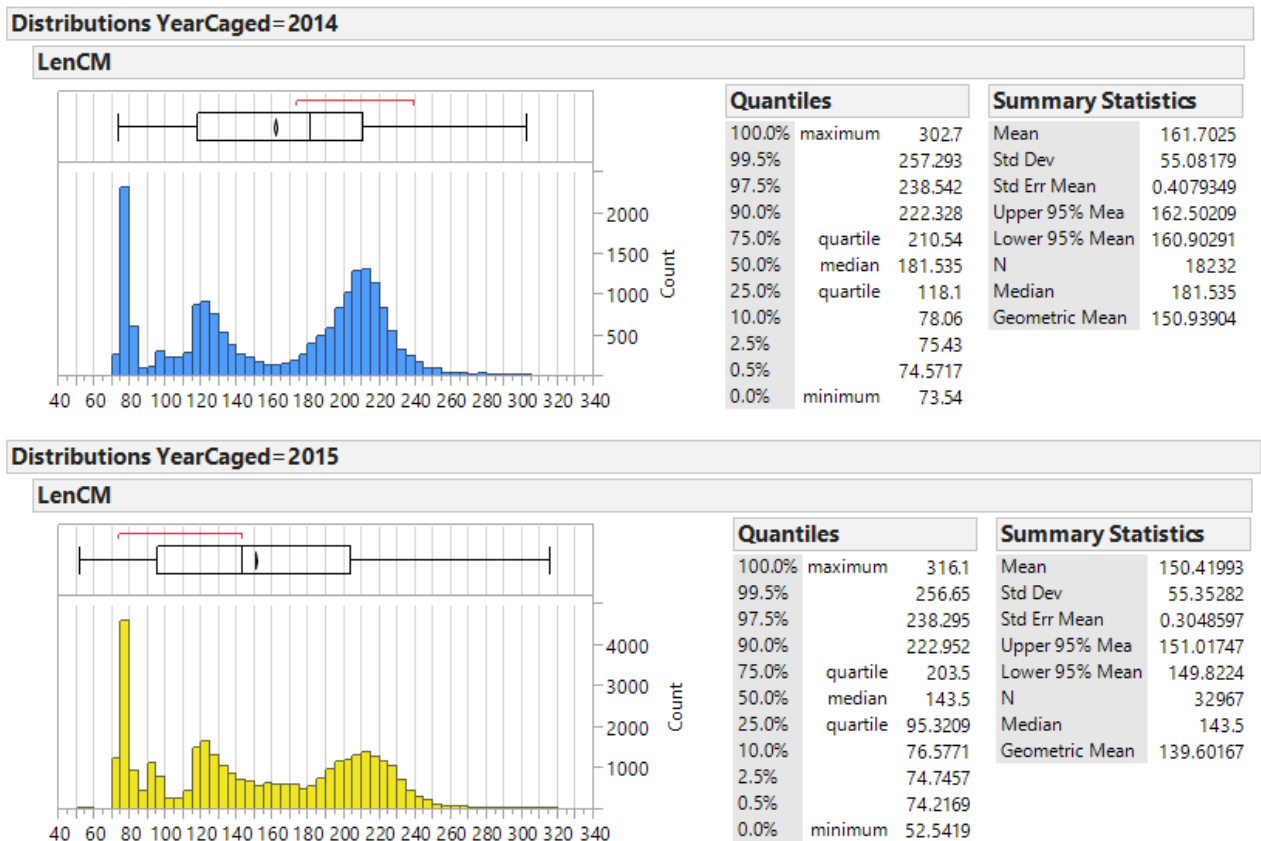 Distributions YearCaged=2014
LenCM
2000
1500
1000
500
Count
40 60 80 100 120 140 160 180 200 220 240 260 280 300 320 340
Quantiles
100.0% maximum 302.7
99.5% 257.293
97.5% 238.542
90.0% 222.328
75.0% quartile 210.54
50.0% median 181.535
25.0% quartile 118.1
10.0% 78.06
2.5% 75.43
0.5% 74.5717
0.0% minimum 73.54
Summary Statistics
Mean 161.7025
Std Dev 55.08179
Std Err Mean 0.4079349
Upper 95% Mea 162.50209
Lower 95% Mean 160.90291
N 18232
Median 181.535
Geometric Mean 150.93904
Distributions YearCaged=2015
LenCM
4000
3000
2000
1000
Count
40 60 80 100 120 140 160 180 200 220 240 260 280 300 320 340
Quantiles
100.0% maximum 316.1
99.5% 256.65
97.5% 238.295
90.0% 222.952
75.0% quartile 203.5
50.0% median 143.5
25.0% quartile 95.3209
10.0% 76.5771
2.5% 74.7457
0.5% 74.2169
0.0% minimum 52.5419
Summary Statistics
Mean 150.41993
Std Dev 55.35282
Std Err Mean 0.3048597
Upper 95% Mea 151.01747
Lower 95% Mean 149.8224
N 32967
Median 143.5
Geometric Mean 139.60167